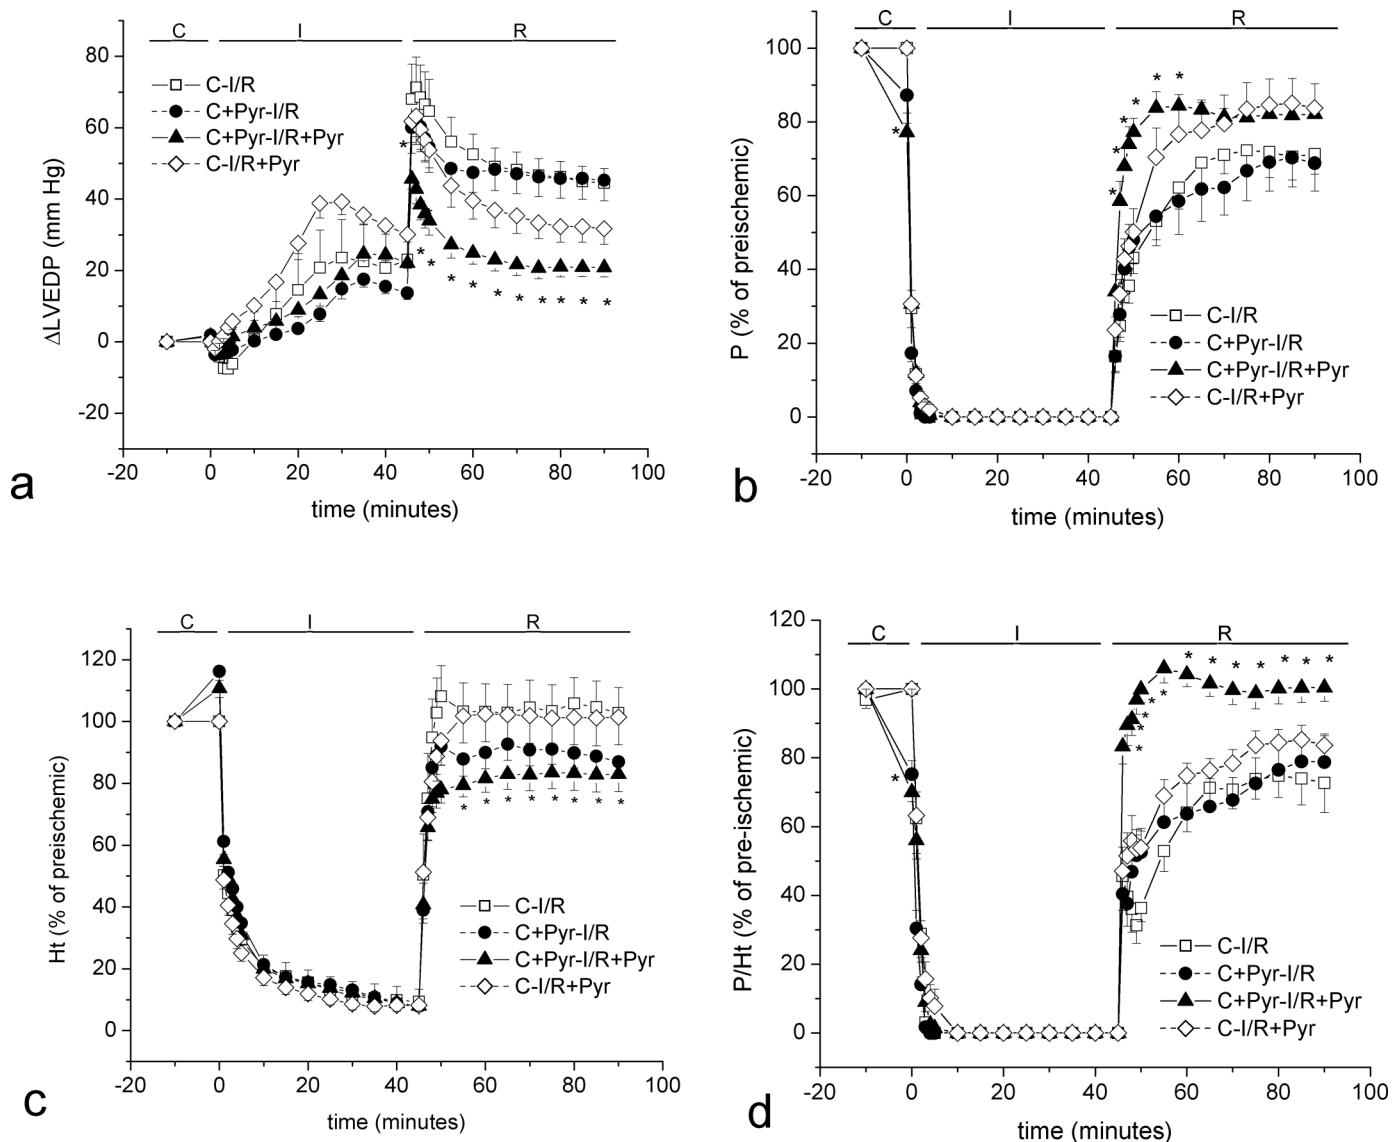 C I R
80
60
40
20
0
-20
ΔLVEDP (mm Hg)
C-I/R
C+Pyr-I/R
C+Pyr-I/R+Pyr
C-I/R+Pyr
*
* * * * * * * * *
-20 0 20 40 60 80 100
time (minutes)
a
C I R
100
80
60
40
20
0
P (% of preischemic)
* * * * * * *
C-I/R
C+Pyr-I/R
C+Pyr-I/R+Pyr
C-I/R+Pyr
-20 0 20 40 60 80 100
time (minutes)
b
C I R
120
100
80
60
40
20
0
Ht (% of preischemic)
* * * * * * * *
C-I/R
C+Pyr-I/R
C+Pyr-I/R+Pyr
C-I/R+Pyr
-20 0 20 40 60 80 100
time (minutes)
c
C I R
120
100
80
60
40
20
0
P/Ht (% of pre-ischemic)
* * * * * * *
* * * * *
*
C-I/R
C+Pyr-I/R
C+Pyr-I/R+Pyr
C-I/R+Pyr
-20 0 20 40 60 80 100
time (minutes)
d